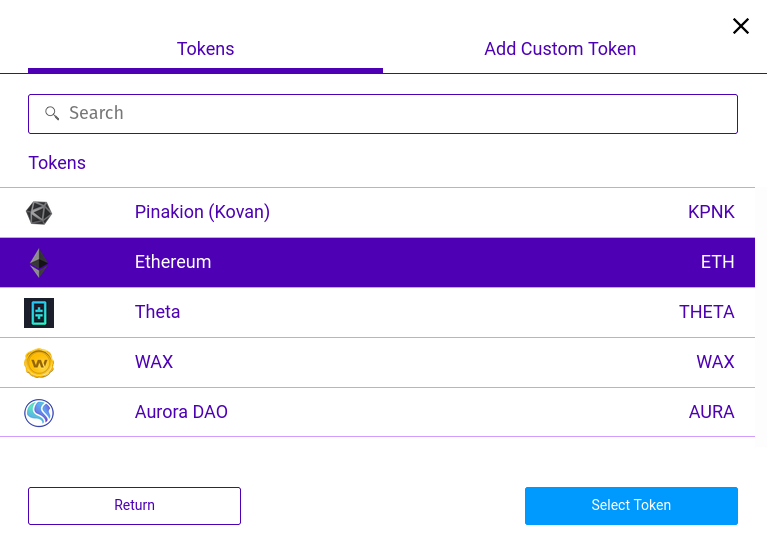 Tokens Add Custom Token
Search
Tokens
Pinakion (Kovan) KPNK
Ethereum ETH
Theta THETA
WAX WAX
Aurora DAO AURA
Return Select Token